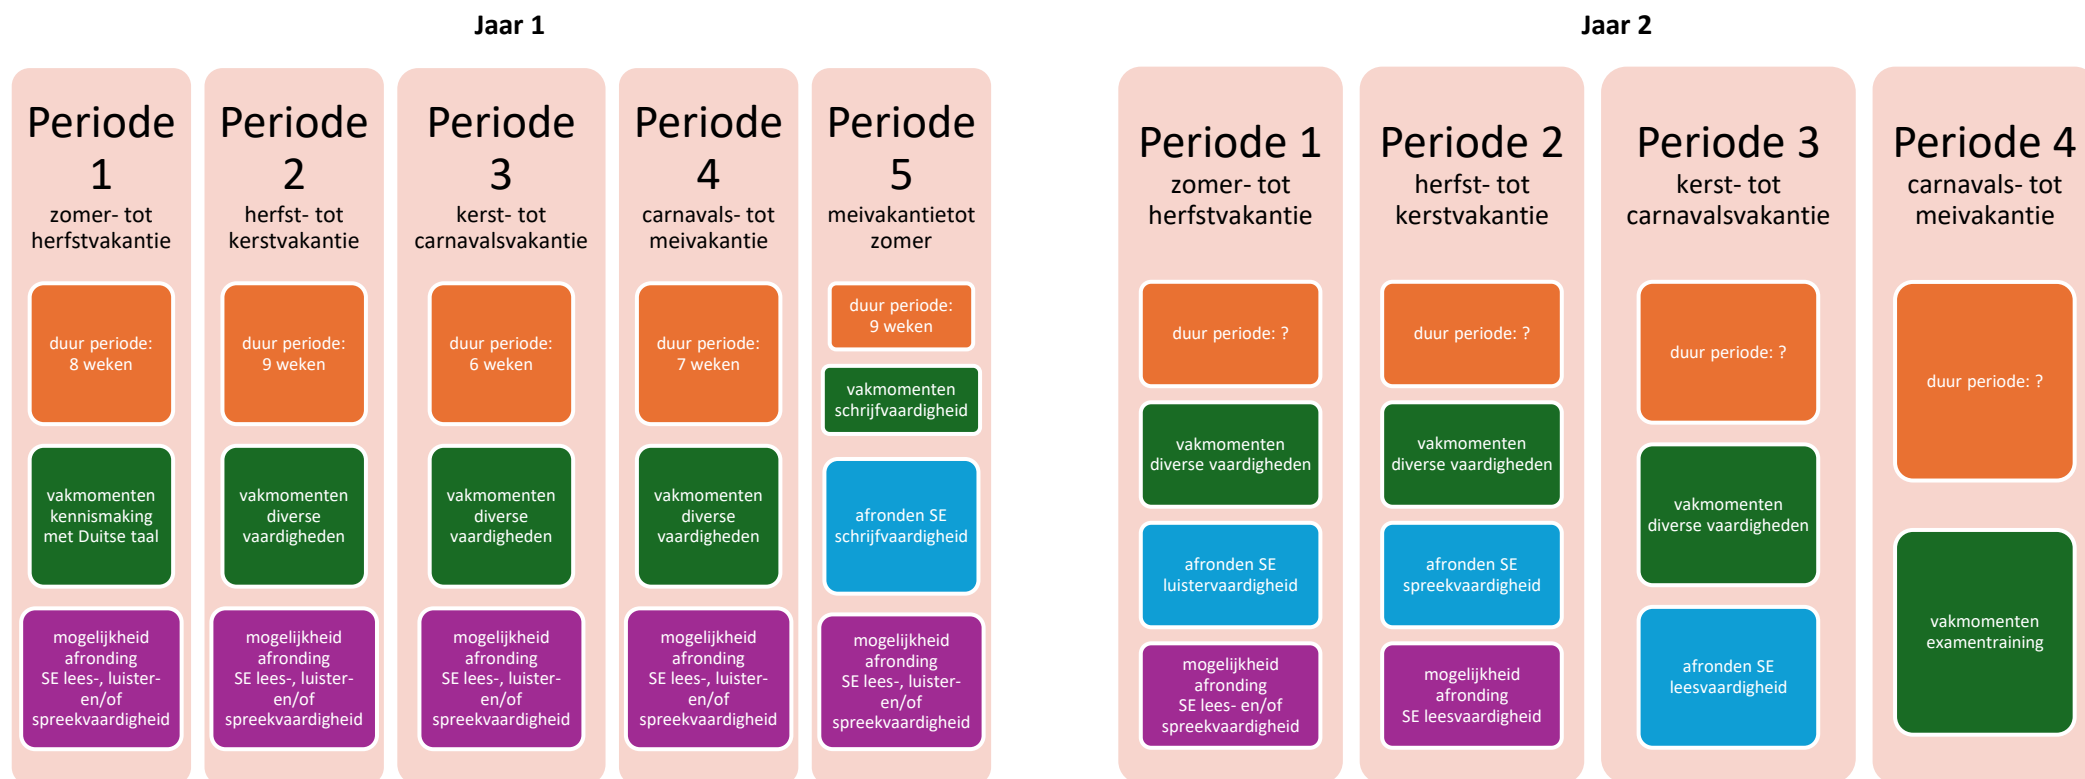 Jaar 1
Periode
1
zomer- tot
herfstvakantie
duur periode:
8 weken
vakmomenten
kennismaking
met Duitse taal
mogelijkheid
afronding
SE lees-, luister-
en/of
spreekvaardigheid
Periode
2
herfst- tot
kerstvakantie
duur periode:
9 weken
vakmomenten
diverse
vaardigheden
mogelijkheid
afronding
SE lees-, luister-
en/of
spreekvaardigheid
Periode
3
kerst- tot
carnavalsvakantie
duur periode:
6 weken
vakmomenten
diverse
vaardigheden
mogelijkheid
afronding
SE lees-, luister-
en/of
spreekvaardigheid
Periode
4
carnavals- tot
meivakantie
duur periode:
7 weken
vakmomenten
diverse
vaardigheden
mogelijkheid
afronding
SE lees-, luister-
en/of
spreekvaardigheid
Periode
5
meivakantietot
zomer
duur periode:
9 weken
vakmomenten
schrijfvaardigheid
afronden SE
schrijfvaardigheid
mogelijkheid
afronding
SE lees-, luister-
en/of
spreekvaardigheid
Jaar 2
Periode 1
zomer- tot
herfstvakantie
duur periode: ?
vakmomenten
diverse vaardigheden
afronden SE
luistervaardigheid
mogelijkheid
afronding
SE lees- en/of
spreekvaardigheid
Periode 2
herfst- tot
kerstvakantie
duur periode: ?
vakmomenten
diverse vaardigheden
afronden SE
spreekvaardigheid
mogelijkheid
afronding
SE leesvaardigheid
Periode 3
kerst- tot
carnavalsvakantie
duur periode: ?
vakmomenten
diverse vaardigheden
afronden SE
leesvaardigheid
Periode 4
carnavals- tot
meivakantie
duur periode: ?
vakmomenten
examentraining